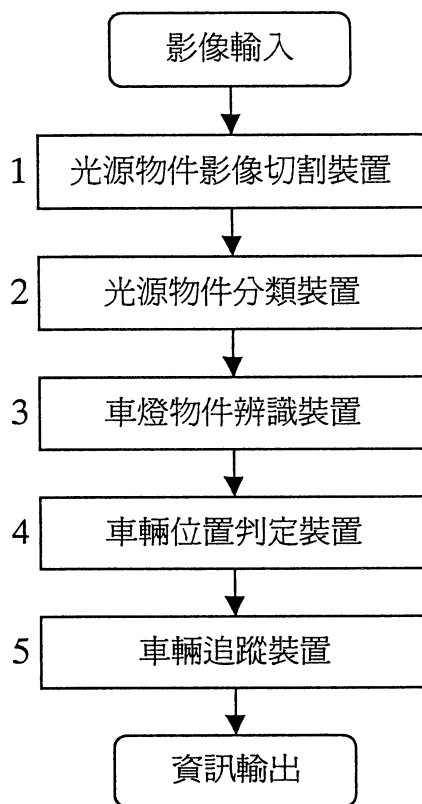 影像輸入
1 光源物件影像切割裝置
2 光源物件分類裝置
3 車燈物件辨識裝置
4 車輛位置判定裝置
5 車輛追蹤裝置
資訊輸出